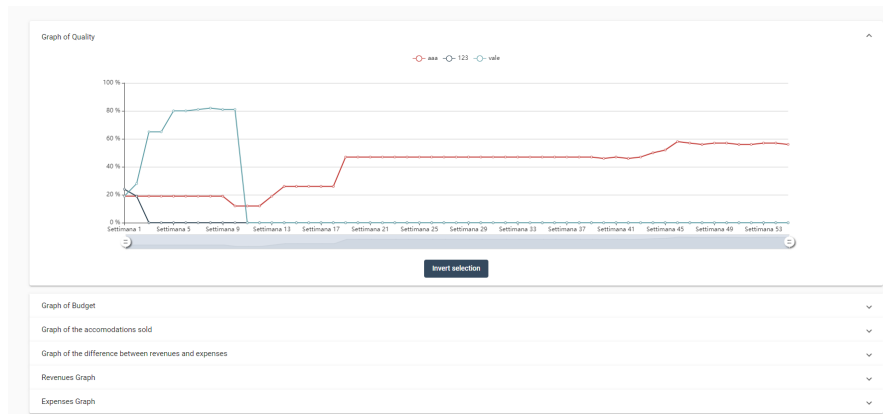 Graph of Quality
aaa 123 vale
100 %
80 %
60 %
40 %
20 %
0 %
Settimana 1 Settimana 5 Settimana 9 Settimana 13 Settimana 17 Settimana 21 Settimana 25 Settimana 29 Settimana 33 Settimana 37 Settimana 41 Settimana 45 Settimana 49 Settimana 53
Invert selection
Graph of Budget
Graph of the accomodations sold
Graph of the difference between revenues and expenses
Revenues Graph
Expenses Graph